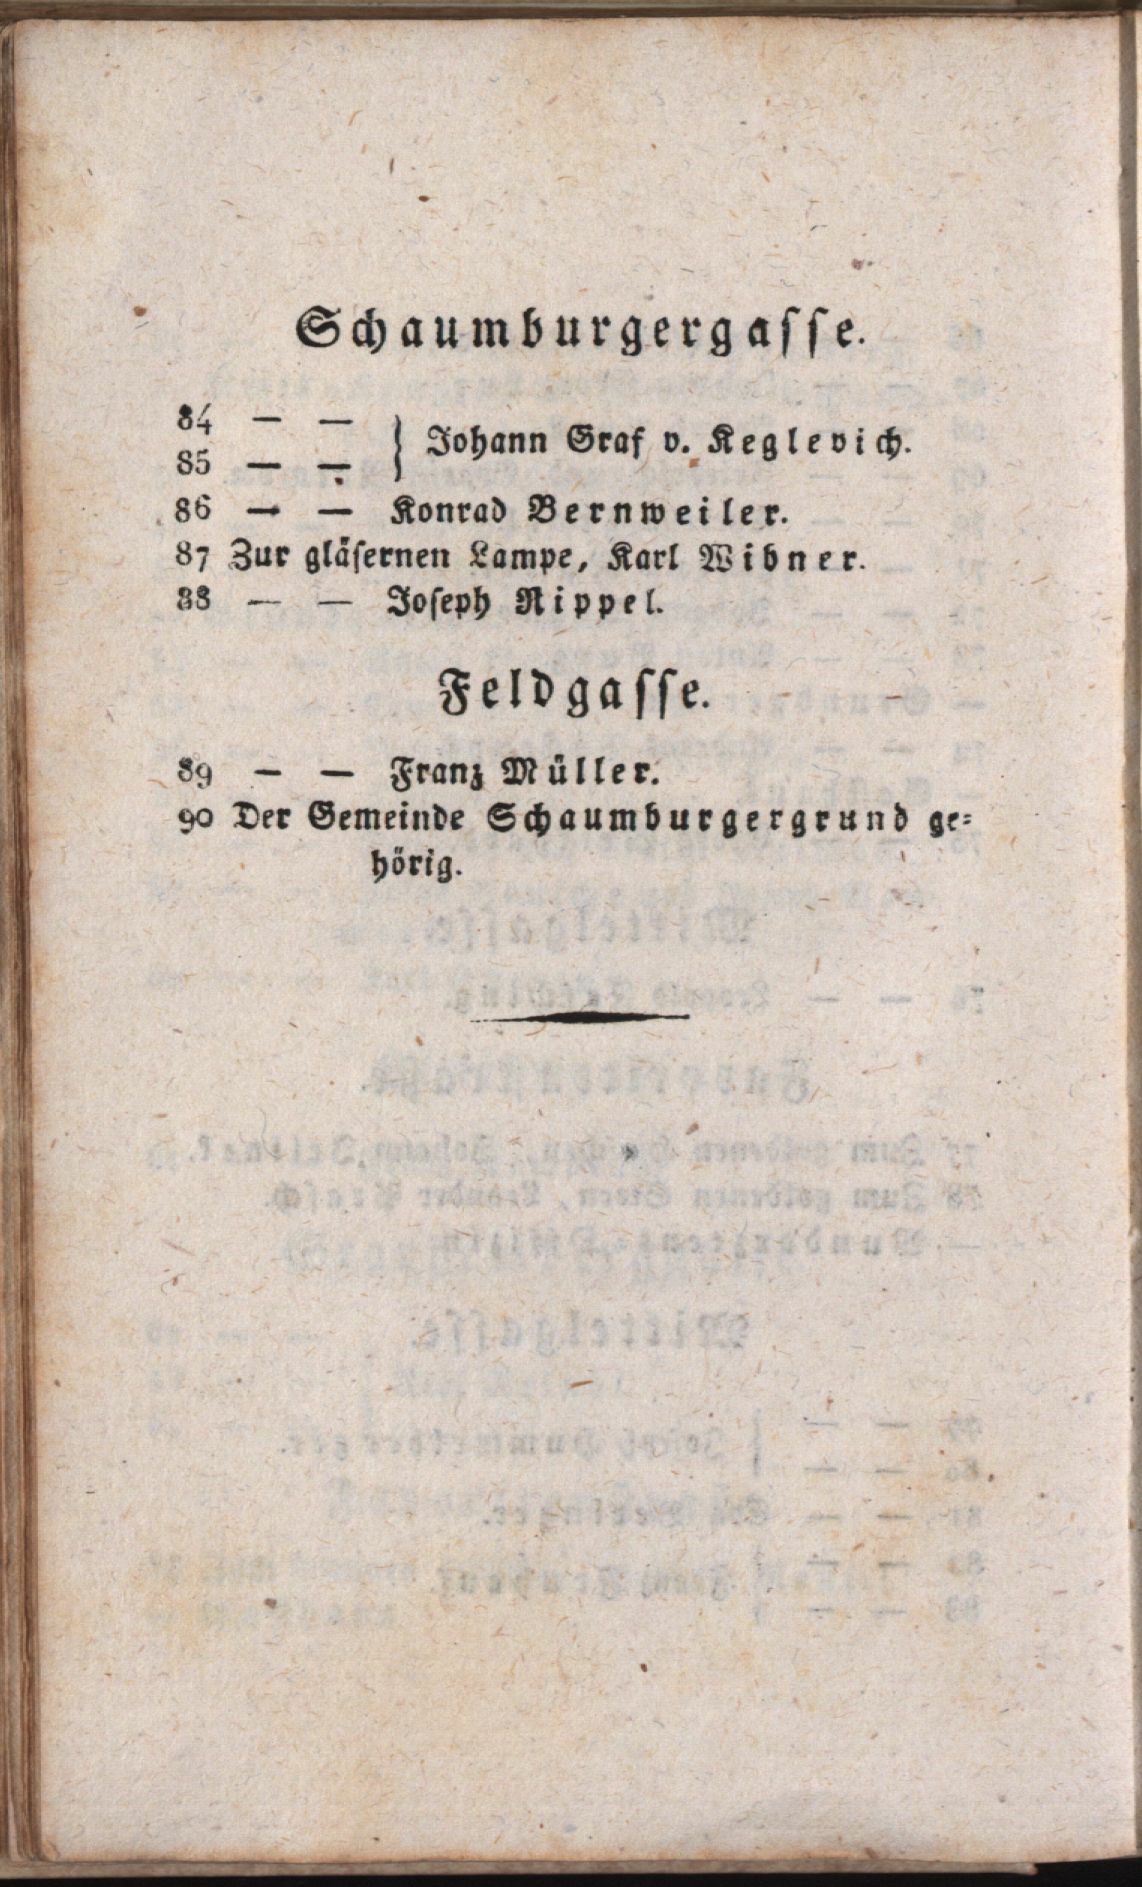 Schaumburgergasse.
84 — — } Johann Graf v. Keglevich.
85 — —
86 — — Konrad Bernweiler.
87 Zur gläsernen Lampe, Karl Widner.
88 — — Joseph Rippel.
Feldgasse.
89 — — Franz Müller.
90 Der Gemeinde Schaumburgergrund ge⸗
hörig.